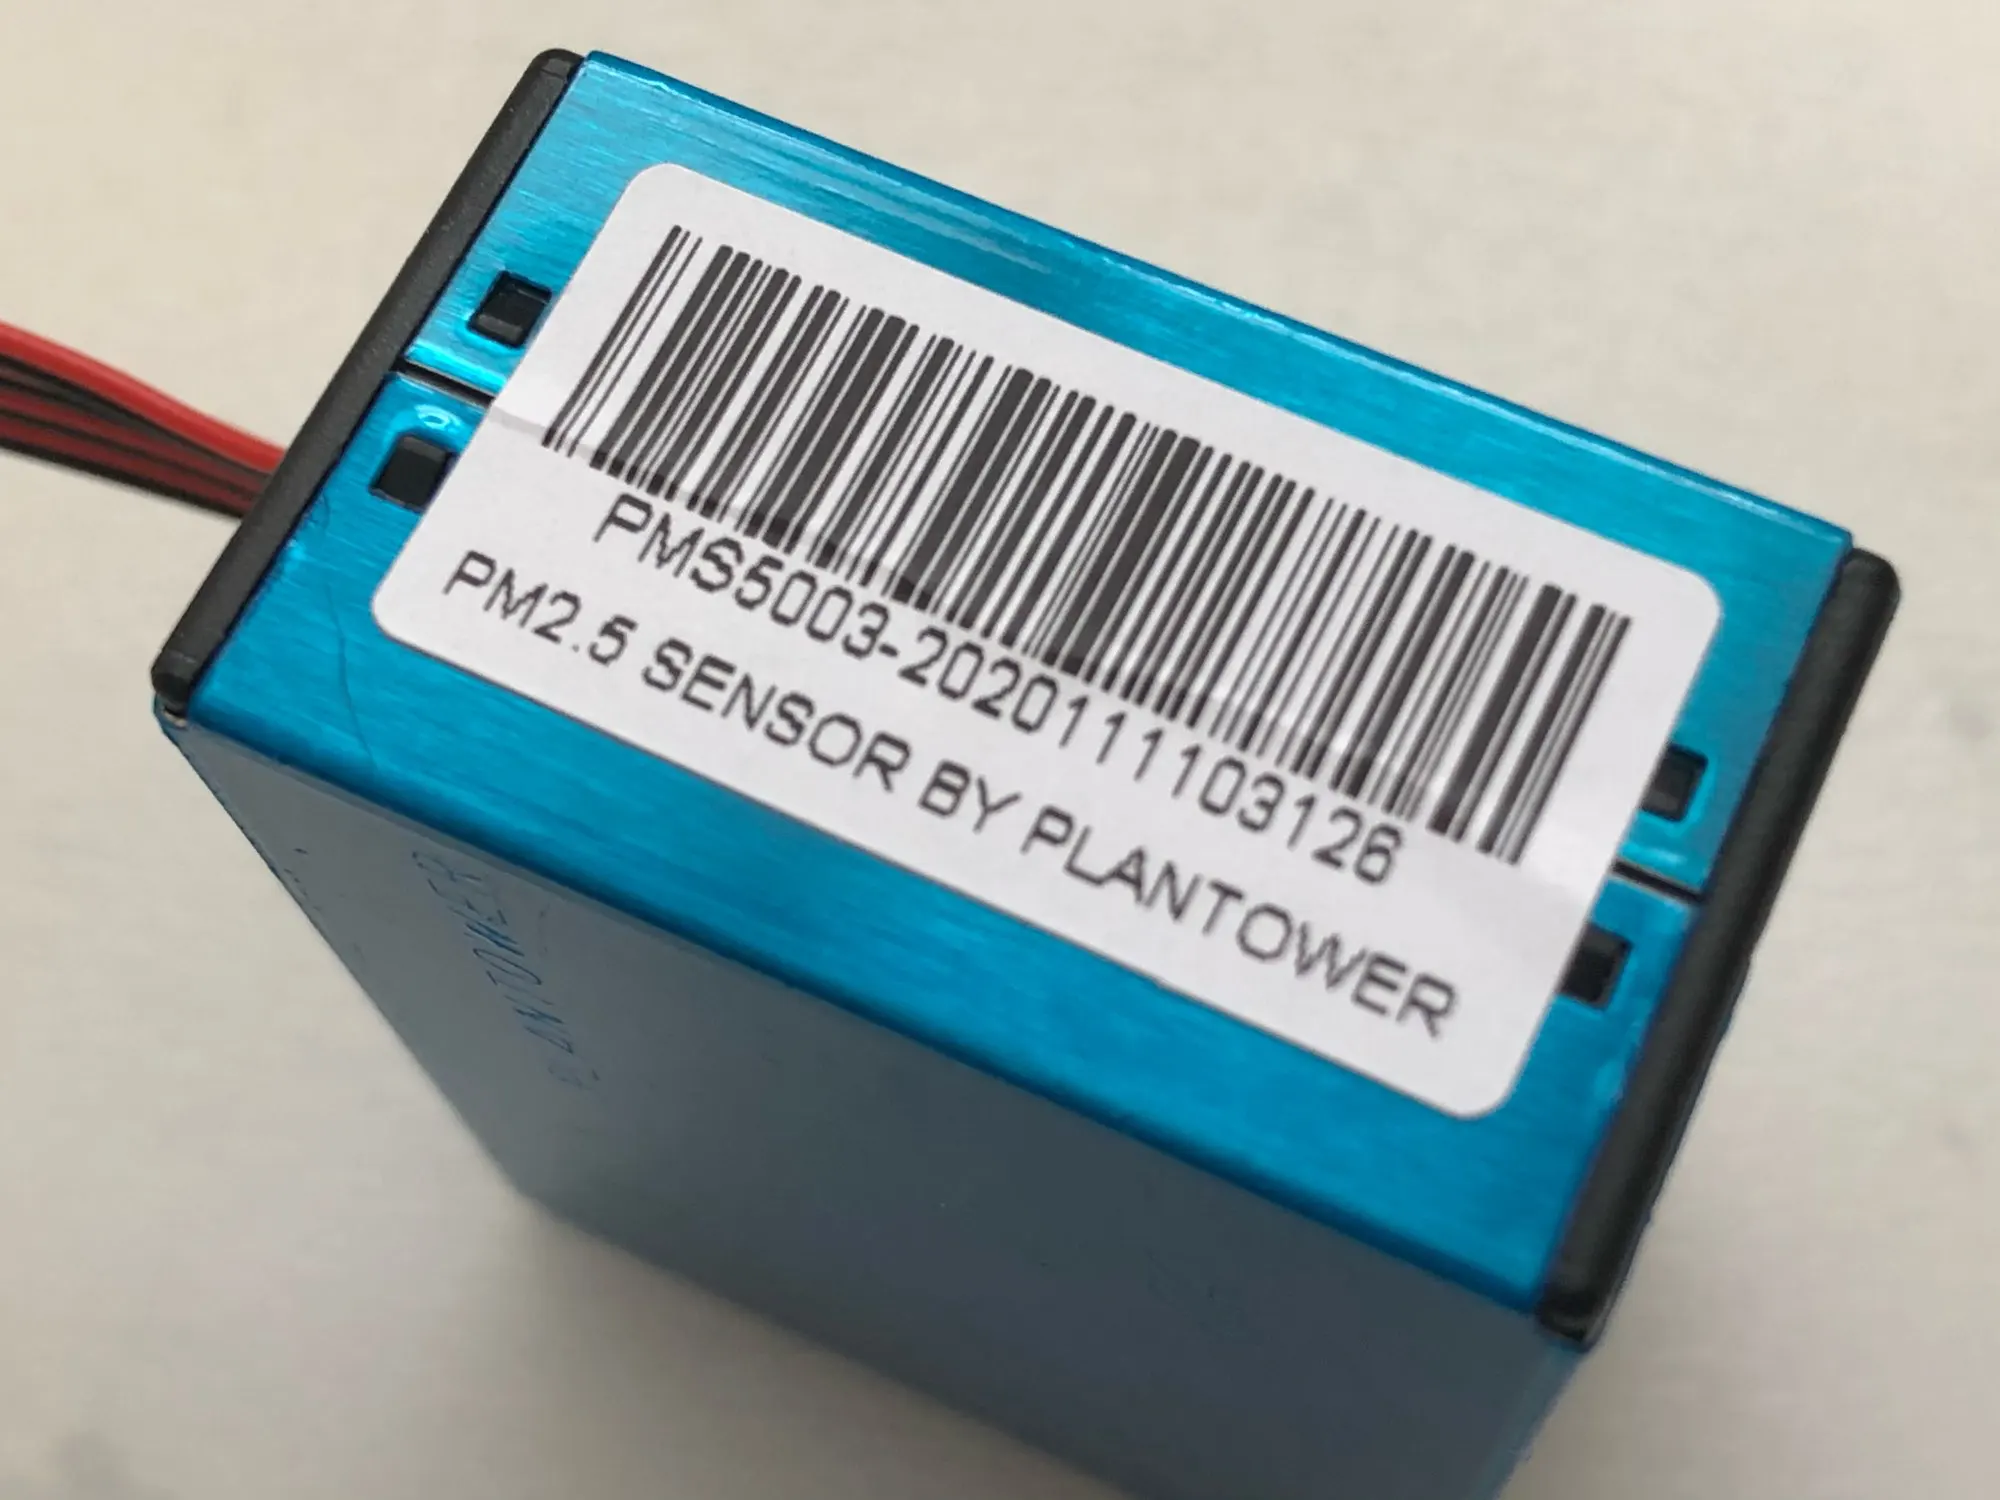 PMS5003-2020111103126
PM2.5 SENSOR BY PLANTOWER